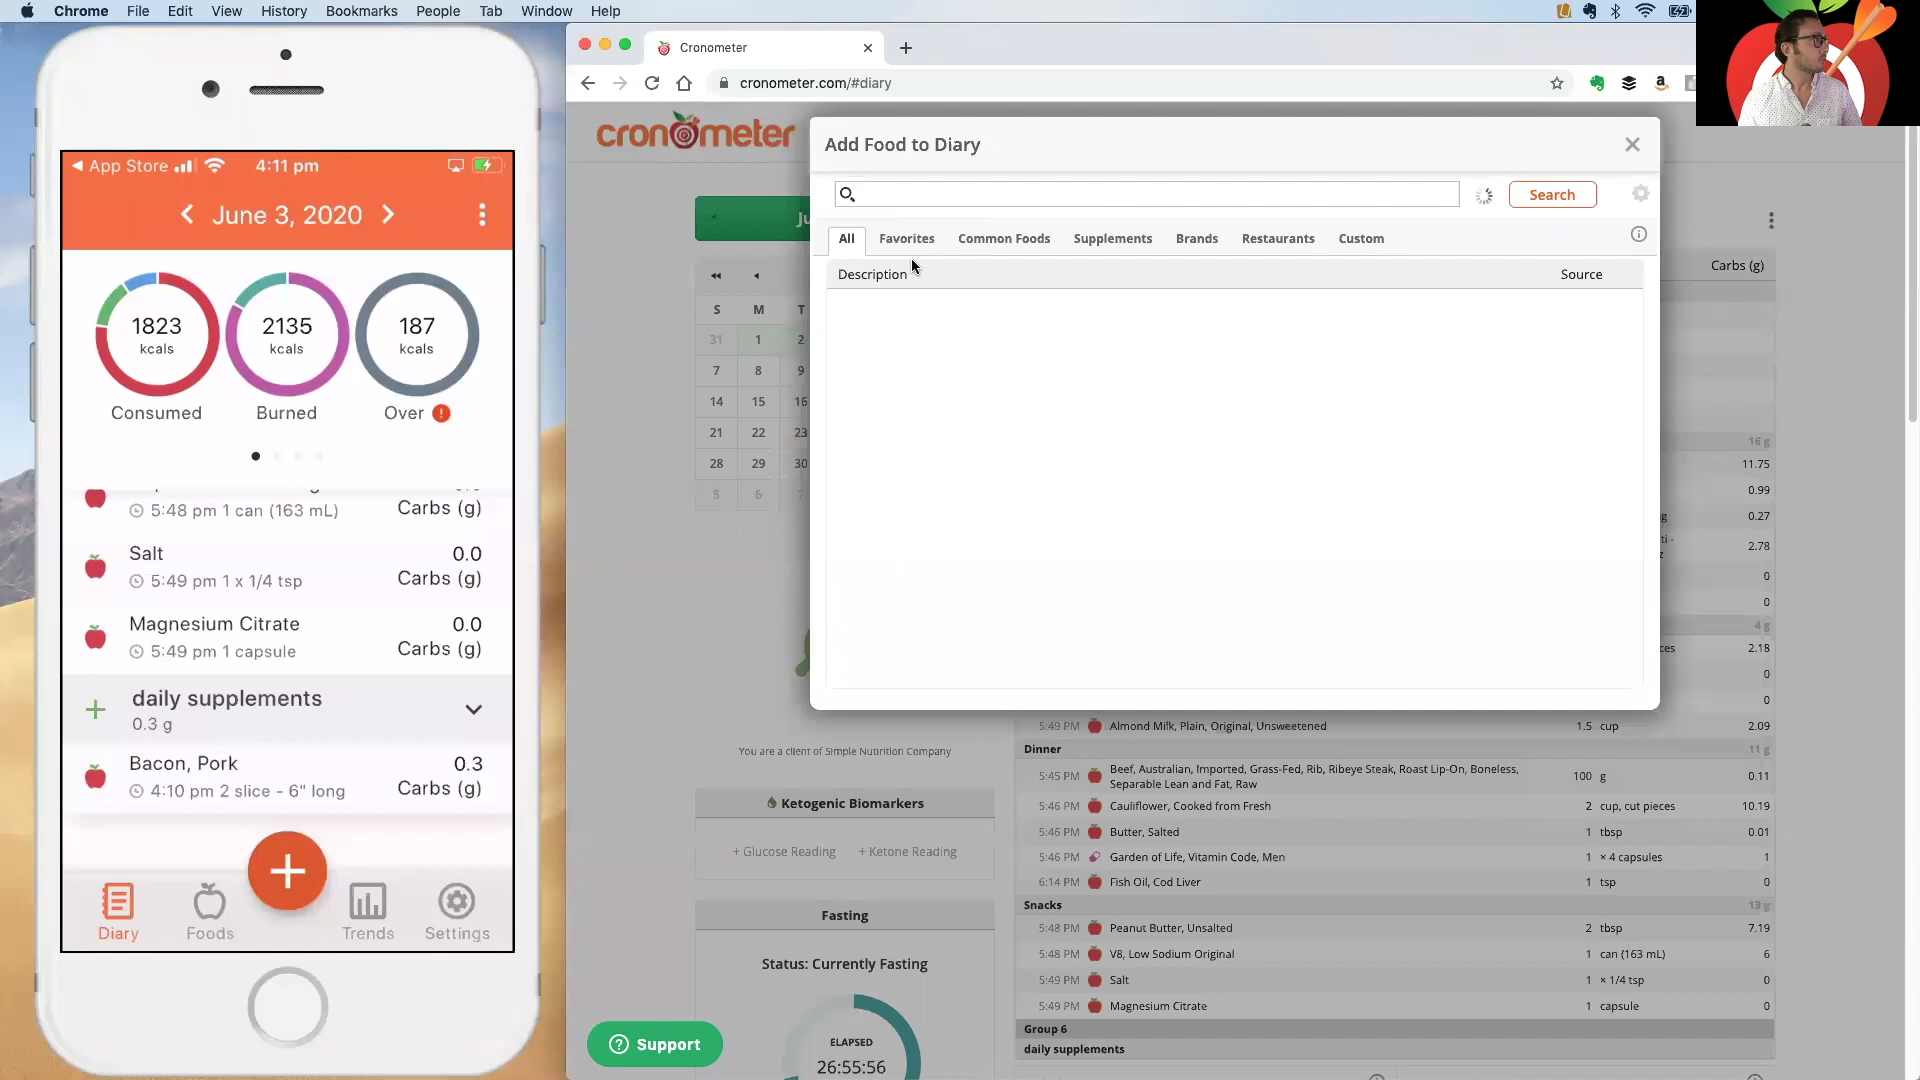 Chrome File Edit View History Bookmarks People Tab Window Help
App Store 4:11 pm
June 3, 2020
1823 kcals Consumed
2135 kcals Burned
187 kcals Over
5:48 pm 1 can (163 mL) Carbs (g)
Salt 0.0
5:49 pm 1 x 1/4 tsp Carbs (g)
Magnesium Citrate 0.0
5:49 pm 1 capsule Carbs (g)
+ daily supplements
0.3 g
Bacon, Pork 0.3
4:10 pm 2 slice - 6" long Carbs (g)
+
Diary Foods Trends Settings
Cronometer
cronometer.com/#diary
cronometer
Add Food to Diary
Search
All Favorites Common Foods Supplements Brands Restaurants Custom
Description Source
Carbs (g)
S M T
31 1 2
7 8 9
14 15 16
21 22 23
28 29 30
5 6 7
16 g
11.75
0.99
0.27
2.78
0
0
4 g
2.18
0
0
5:49 PM Almond Milk, Plain, Original, Unsweetened 1.5 cup 2.09
Dinner 11 g
5:45 PM Beef, Australian, Imported, Grass-Fed, Rib, Ribeye Steak, Roast Lip-On, Boneless, Separable Lean and Fat, Raw 100 g 0.11
5:46 PM Cauliflower, Cooked from Fresh 2 cup, cut pieces 10.19
5:46 PM Butter, Salted 1 tbsp 0.01
5:46 PM Garden of Life, Vitamin Code, Men 1 × 4 capsules 1
6:14 PM Fish Oil, Cod Liver 1 tsp 0
Snacks 13 g
5:48 PM Peanut Butter, Unsalted 2 tbsp 7.19
5:48 PM V8, Low Sodium Original 1 can (163 mL) 6
5:49 PM Salt 1 × 1/4 tsp 0
5:49 PM Magnesium Citrate 1 capsule 0
Group 6
daily supplements
You are a client of Simple Nutrition Company
Ketogenic Biomarkers
+ Glucose Reading + Ketone Reading
Fasting
Status: Currently Fasting
ELAPSED
26:55:56
Support